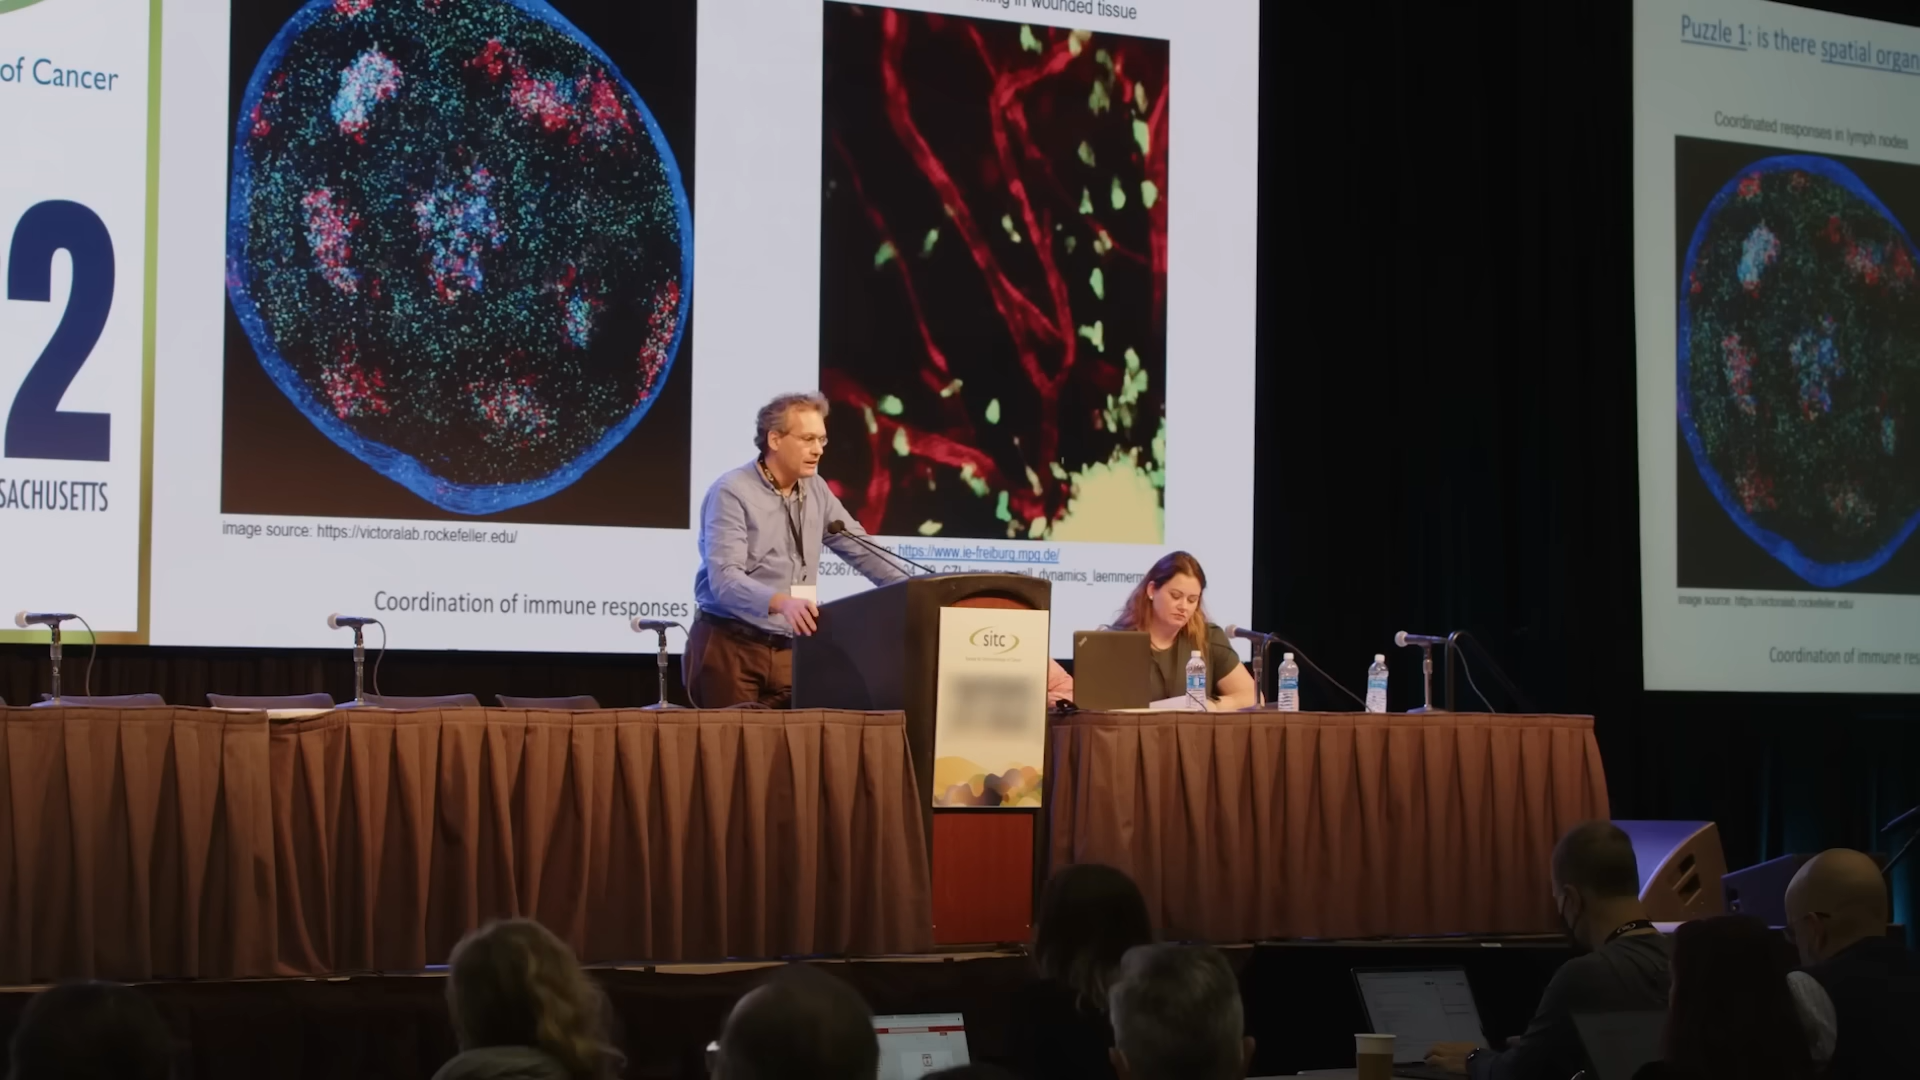 of Cancer
2
SACHUSETTS
ning in wounded tissue
image source: https://victoralab.rockefeller.edu/
https://www.ie-freiburg.mpg.de/
dynamics_laemmerm
Coordination of immune responses
sitc
Puzzle 1: is there spatial organ
Coordinated responses in lymph nodes
image source: https://victoralab.rockefeller.edu/
Coordination of immune res